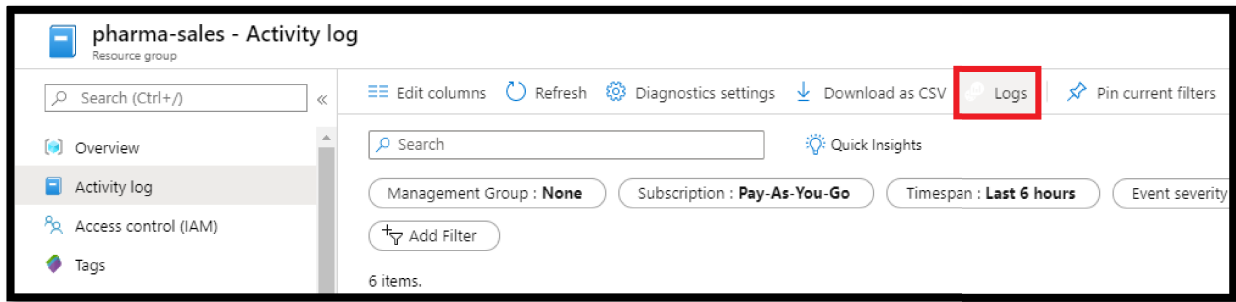 pharma-sales - Activity log
Resource group
Search (Ctrl+/)
«
Overview
Activity log
Access control (IAM)
Tags
Edit columns Refresh Diagnostics settings Download as CSV Logs Pin current filters
Search Quick Insights
Management Group : None Subscription : Pay-As-You-Go Timespan : Last 6 hours Event severity
Add Filter
6 items.